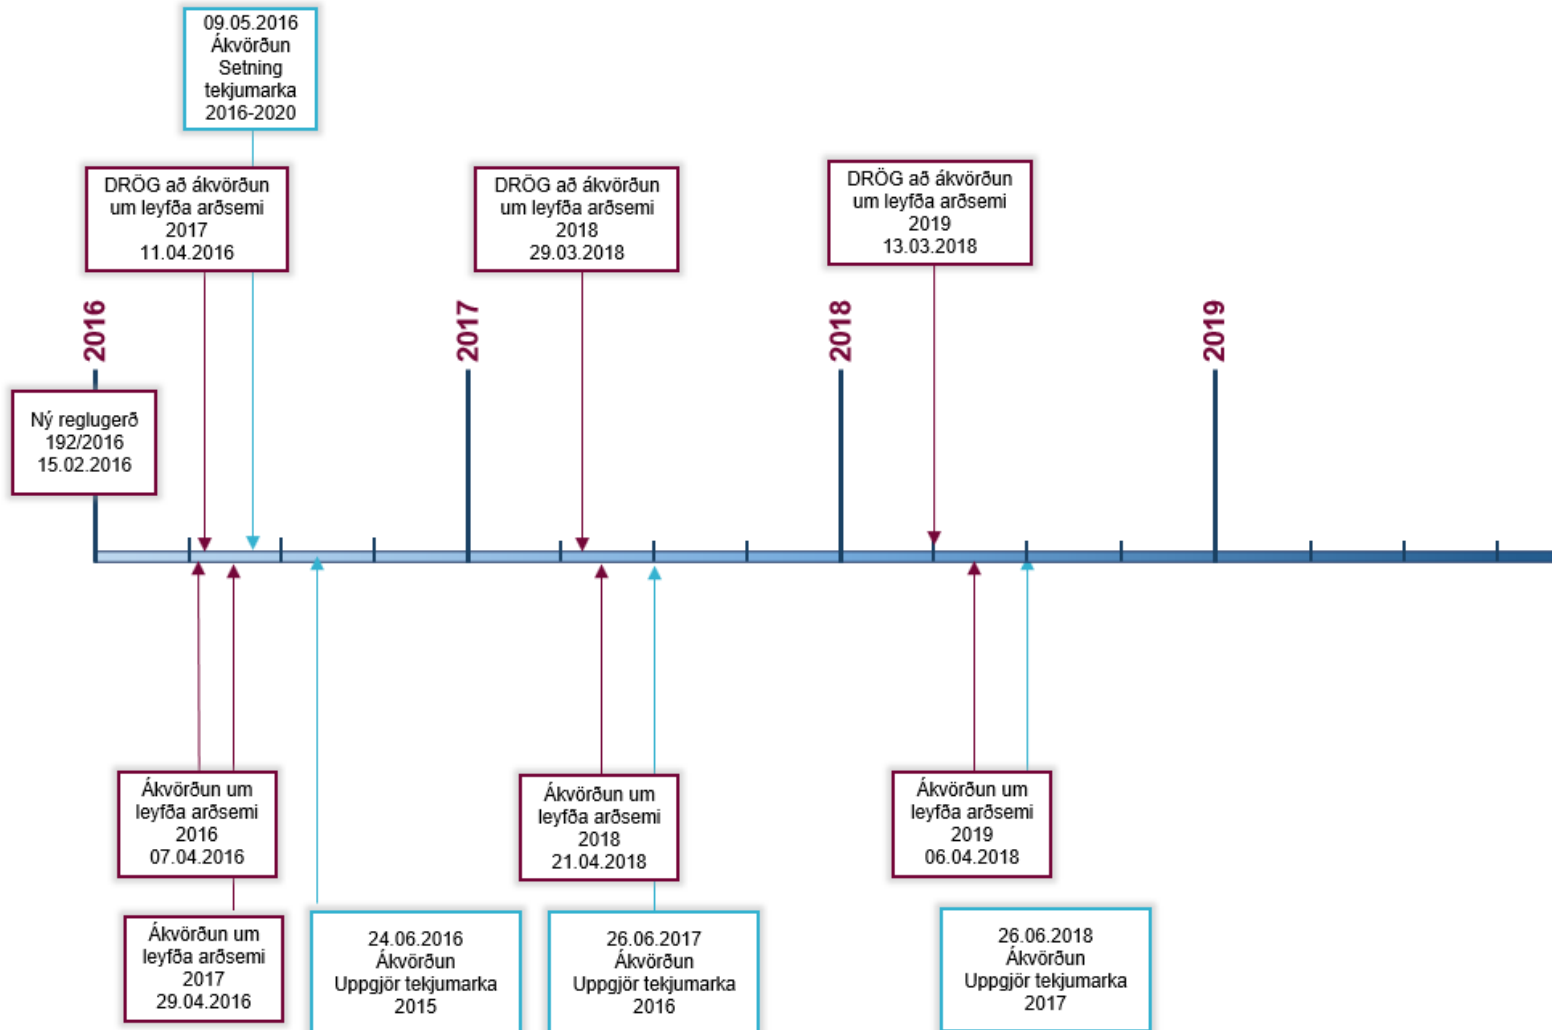 09.05.2016
Ákvörðun
Setning
tekjumarka
2016-2020
DRÖG að ákvörðun
um leyfða arðsemi
2017
11.04.2016
DRÖG að ákvörðun
um leyfða arðsemi
2018
29.03.2018
DRÖG að ákvörðun
um leyfða arðsemi
2019
13.03.2018
2016
2017
2018
2019
Ný reglugerð
192/2016
15.02.2016
Ákvörðun um
leyfða arðsemi
2016
07.04.2016
Ákvörðun um
leyfða arðsemi
2018
21.04.2018
Ákvörðun um
leyfða arðsemi
2019
06.04.2018
Ákvörðun um
leyfða arðsemi
2017
29.04.2016
24.06.2016
Ákvörðun
Uppgjör tekjumarka
2015
26.06.2017
Ákvörðun
Uppgjör tekjumarka
2016
26.06.2018
Ákvörðun
Uppgjör tekjumarka
2017